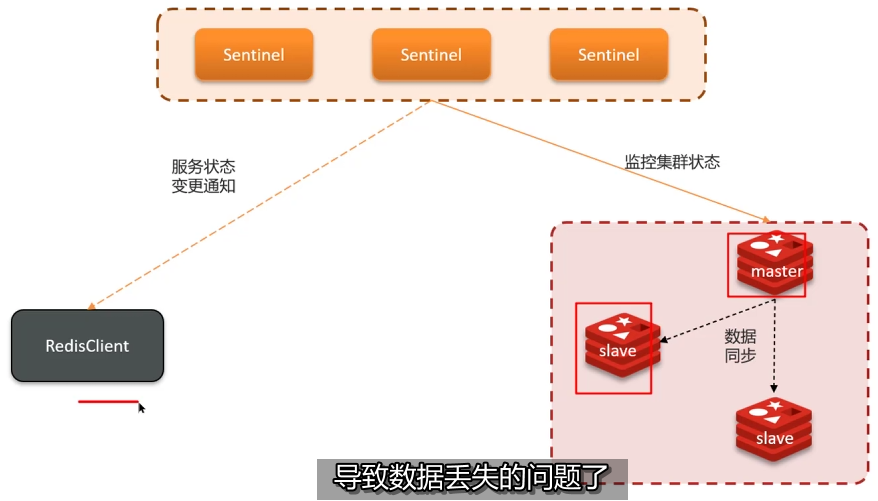 Sentinel
Sentinel
Sentinel
服务状态
变更通知
监控集群状态
master
RedisClient
slave
数据
同步
slave
导致数据丢失的问题了